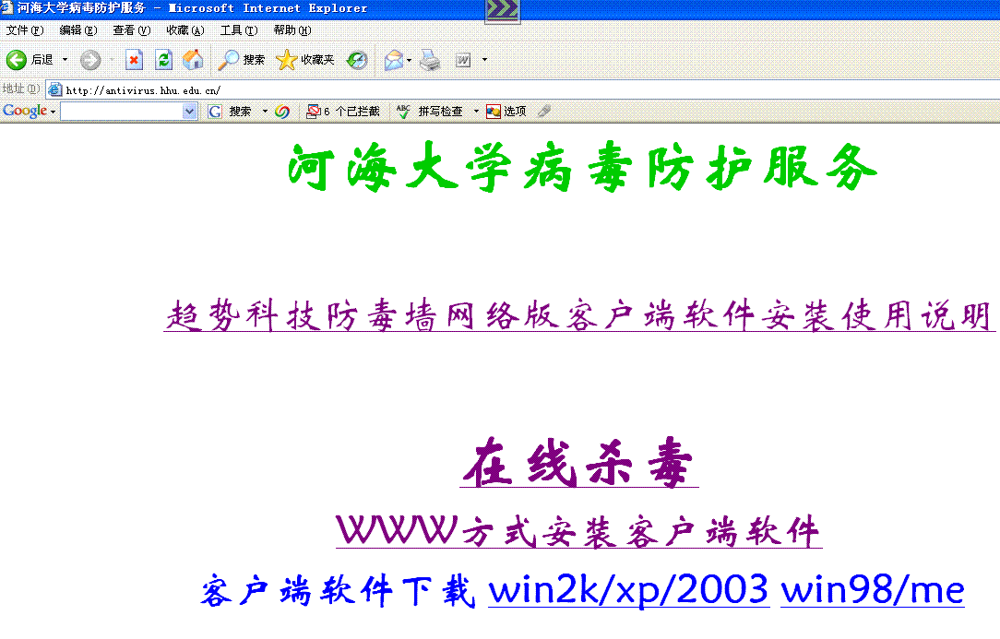 河海大学病毒防护服务 - Microsoft Internet Explorer
文件(F) 编辑(E) 查看(V) 收藏(A) 工具(T) 帮助(H)
后退 搜索 收藏夹
地址(D) http://antivirus.hhu.edu.cn/
Google G 搜索 6 个已拦截 ABC 拼写检查 选项
河海大学病毒防护服务
趋势科技防毒墙网络版客户端软件安装使用说明
在线杀毒
WWW方式安装客户端软件
客户端软件下载 win2k/xp/2003 win98/me